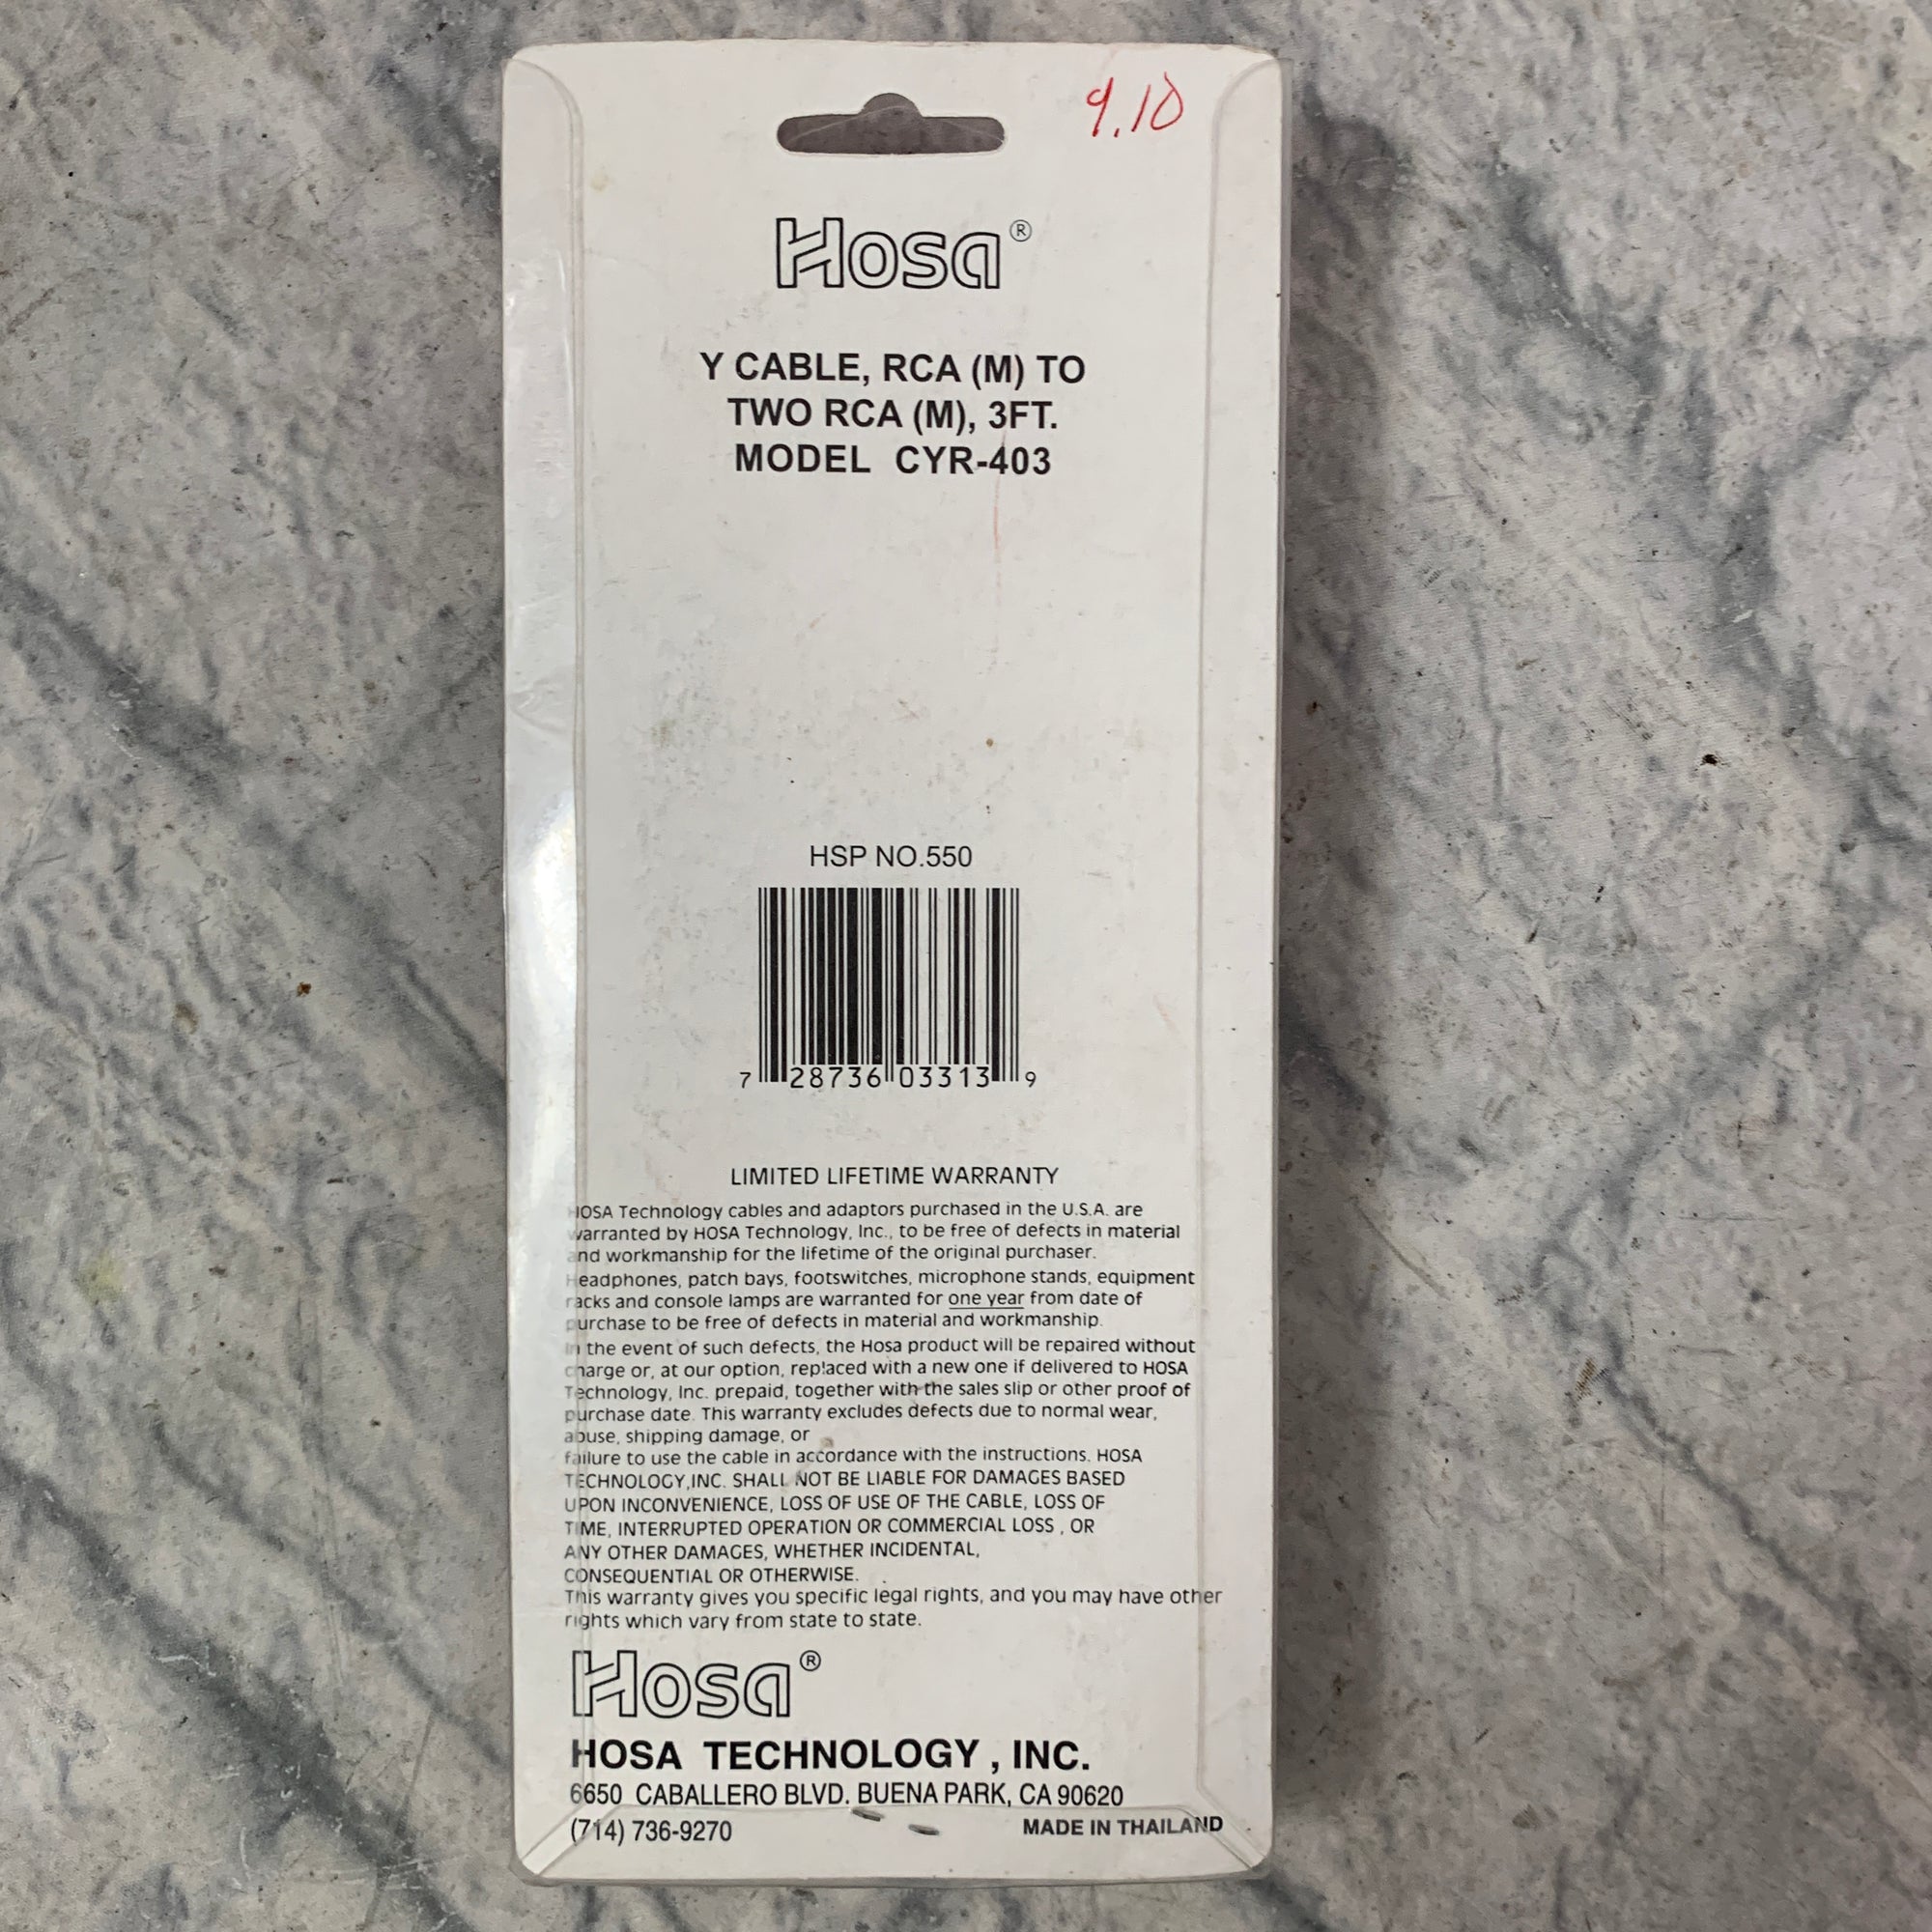 9.10
Hosa®
Y CABLE, RCA (M) TO
TWO RCA (M), 3FT.
MODEL CYR-403
HSP NO.550
7 28736 03313 9
LIMITED LIFETIME WARRANTY
HOSA Technology cables and adaptors purchased in the U.S.A. are
warranted by HOSA Technology, Inc., to be free of defects in material
and workmanship for the lifetime of the original purchaser.
Headphones, patch bays, footswitches, microphone stands, equipment
racks and console lamps are warranted for one year from date of
purchase to be free of defects in material and workmanship.
In the event of such defects, the Hosa product will be repaired without
charge or, at our option, replaced with a new one if delivered to HOSA
Technology, Inc. prepaid, together with the sales slip or other proof of
purchase date. This warranty excludes defects due to normal wear,
abuse, shipping damage, or
failure to use the cable in accordance with the instructions. HOSA
TECHNOLOGY,INC. SHALL NOT BE LIABLE FOR DAMAGES BASED
UPON INCONVENIENCE, LOSS OF USE OF THE CABLE, LOSS OF
TIME, INTERRUPTED OPERATION OR COMMERCIAL LOSS , OR
ANY OTHER DAMAGES, WHETHER INCIDENTAL,
CONSEQUENTIAL OR OTHERWISE.
This warranty gives you specific legal rights, and you may have other
rights which vary from state to state.
Hosa®
HOSA TECHNOLOGY , INC.
6650 CABALLERO BLVD. BUENA PARK, CA 90620
(714) 736-9270 MADE IN THAILAND